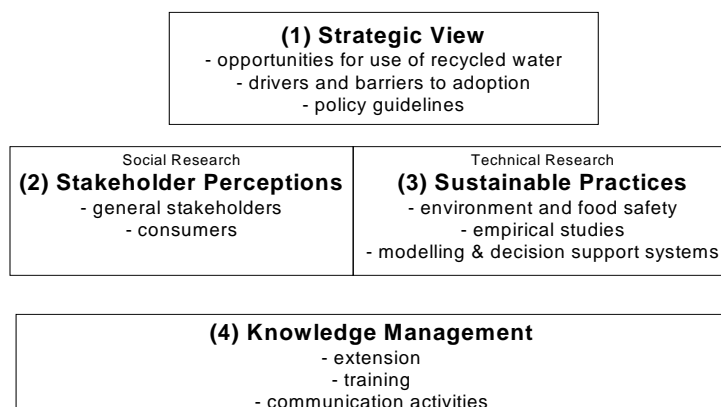 (1) Strategic View
- opportunities for use of recycled water
- drivers and barriers to adoption
- policy guidelines
Social Research
(2) Stakeholder Perceptions
- general stakeholders
- consumers
Technical Research
(3) Sustainable Practices
- environment and food safety
- empirical studies
- modelling & decision support systems
(4) Knowledge Management
- extension
- training
- communication activities